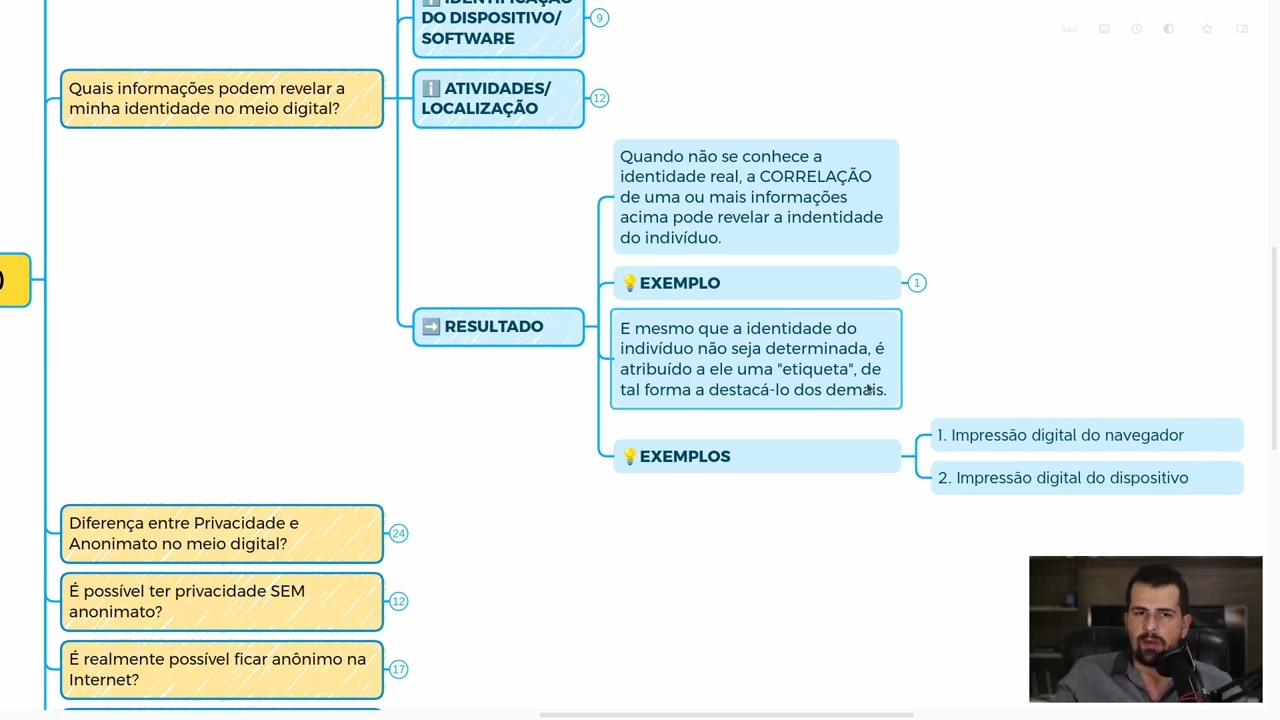 IDENTIFICAÇÃO
DO DISPOSITIVO/
SOFTWARE
9
Quais informações podem revelar a
minha identidade no meio digital?
ATIVIDADES/
LOCALIZAÇÃO
12
Quando não se conhece a
identidade real, a CORRELAÇÃO
de uma ou mais informações
acima pode revelar a indentidade
do indivíduo.
EXEMPLO
1
RESULTADO
E mesmo que a identidade do
indivíduo não seja determinada, é
atribuído a ele uma "etiqueta", de
tal forma a destacá-lo dos demais.
EXEMPLOS
1. Impressão digital do navegador
2. Impressão digital do dispositivo
Diferença entre Privacidade e
Anonimato no meio digital?
24
É possível ter privacidade SEM
anonimato?
12
É realmente possível ficar anônimo na
Internet?
17
)